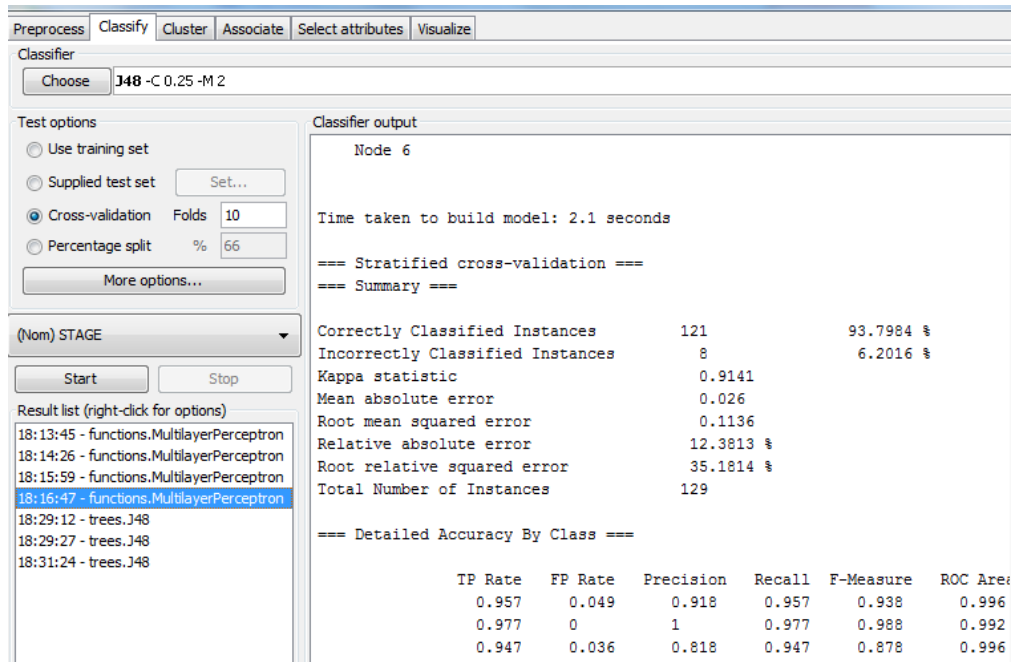 Preprocess Classify Cluster Associate Select attributes Visualize
Classifier
Choose J48 -C 0.25 -M 2
Test options
Use training set
Supplied test set Set...
Cross-validation Folds 10
Percentage split % 66
More options...
(Nom) STAGE
Start Stop
Result list (right-click for options)
18:13:45 - functions.MultilayerPerceptron
18:14:26 - functions.MultilayerPerceptron
18:15:59 - functions.MultilayerPerceptron
18:16:47 - functions.MultilayerPerceptron
18:29:12 - trees.J48
18:29:27 - trees.J48
18:31:24 - trees.J48
Classifier output
Node 6
Time taken to build model: 2.1 seconds
=== Stratified cross-validation ===
=== Summary ===
Correctly Classified Instances 121 93.7984 %
Incorrectly Classified Instances 8 6.2016 %
Kappa statistic 0.9141
Mean absolute error 0.026
Root mean squared error 0.1136
Relative absolute error 12.3813 %
Root relative squared error 35.1814 %
Total Number of Instances 129
=== Detailed Accuracy By Class ===
TP Rate FP Rate Precision Recall F-Measure ROC Area
0.957 0.049 0.918 0.957 0.938 0.996
0.977 0 1 0.977 0.988 0.992
0.947 0.036 0.818 0.947 0.878 0.996